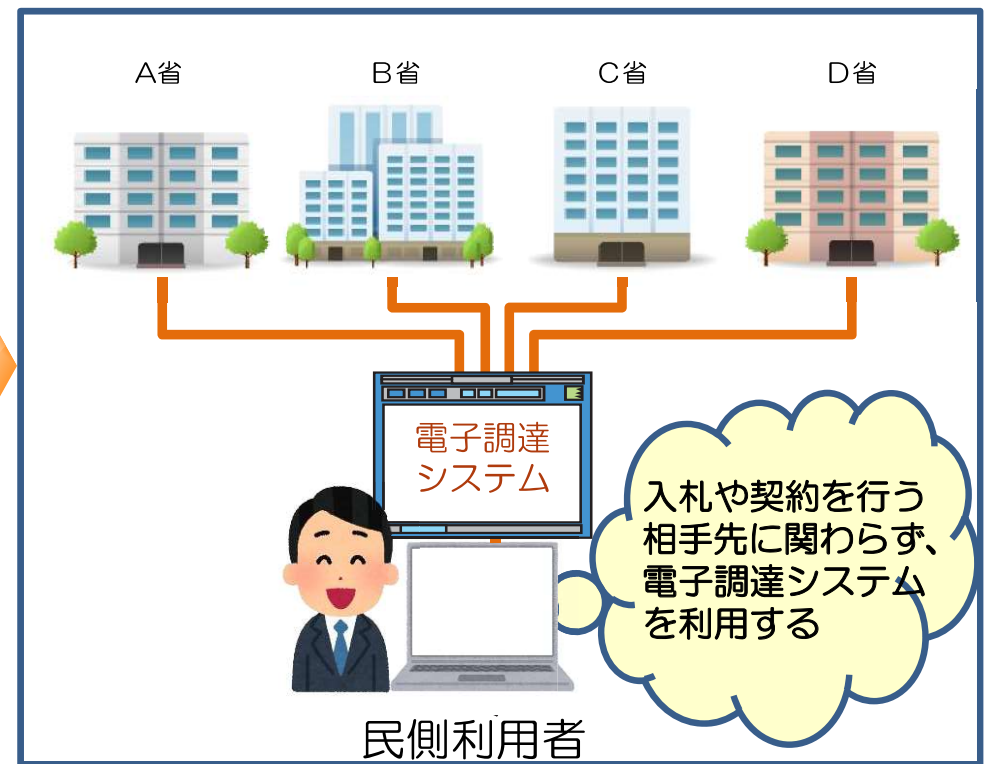 A省
B省
C省
D省
電子調達
システム
入札や契約を行う
相手先に関わらず、
電子調達システム
を利用する
民側利用者